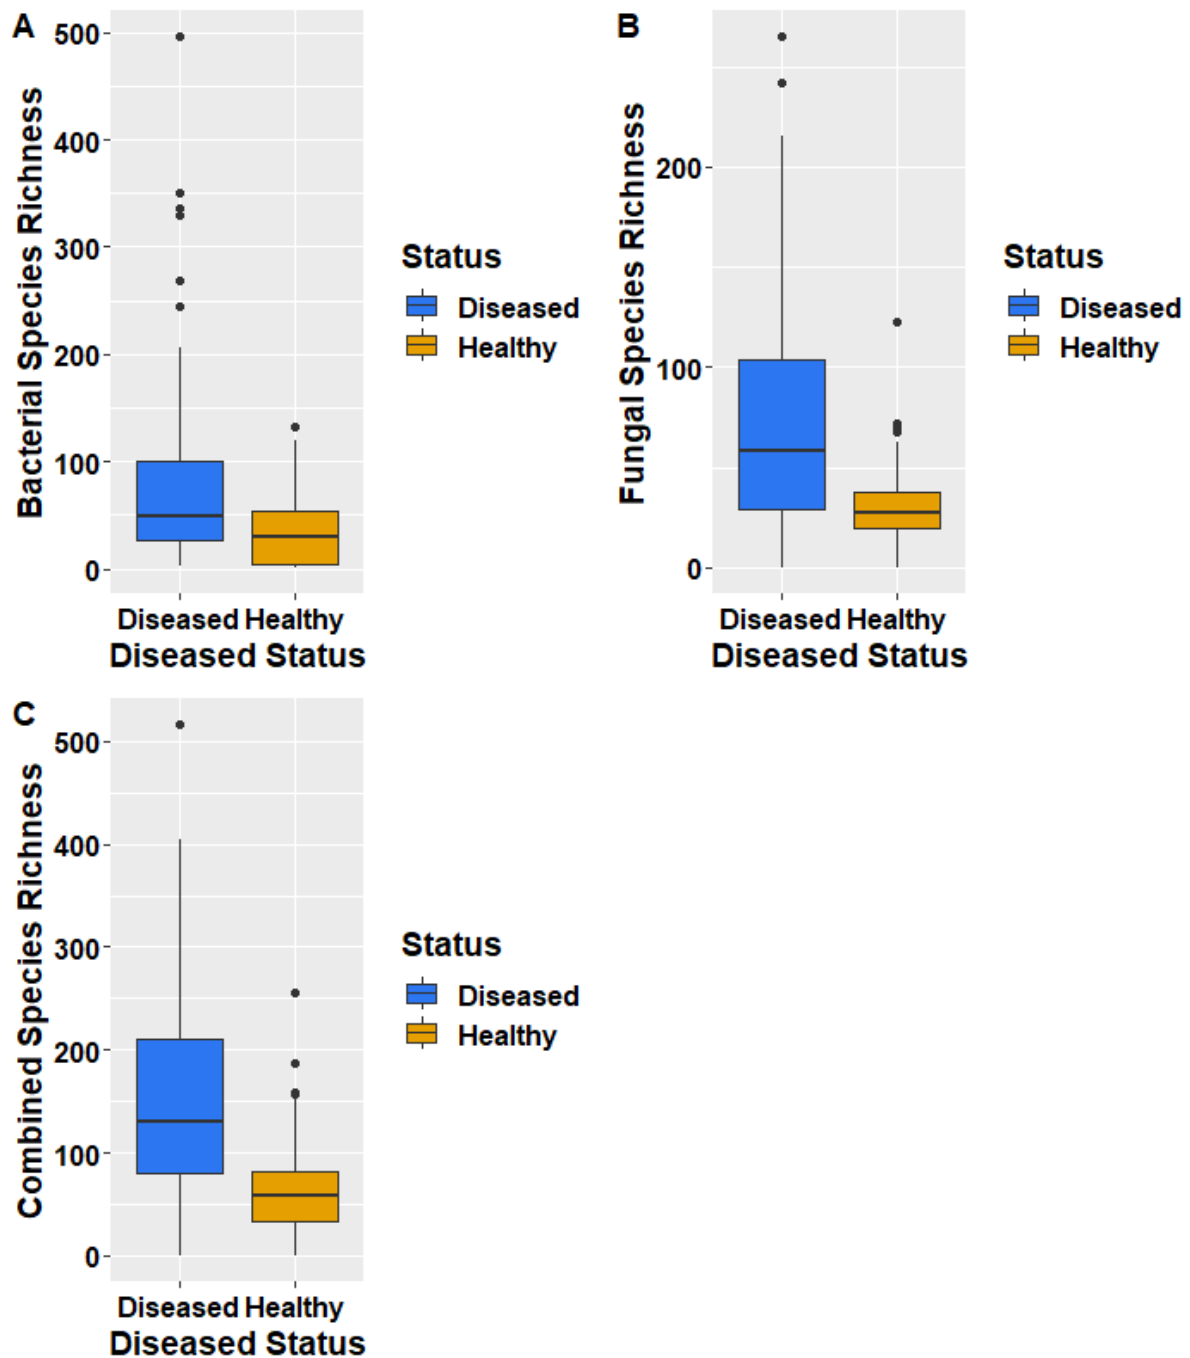 A
500
400
300
200
100
0
Bacterial Species Richness
Diseased Healthy
Diseased Status
Status
Diseased
Healthy
B
200
100
0
Fungal Species Richness
Diseased Healthy
Diseased Status
Status
Diseased
Healthy
C
500
400
300
200
100
0
Combined Species Richness
Diseased Healthy
Diseased Status
Status
Diseased
Healthy